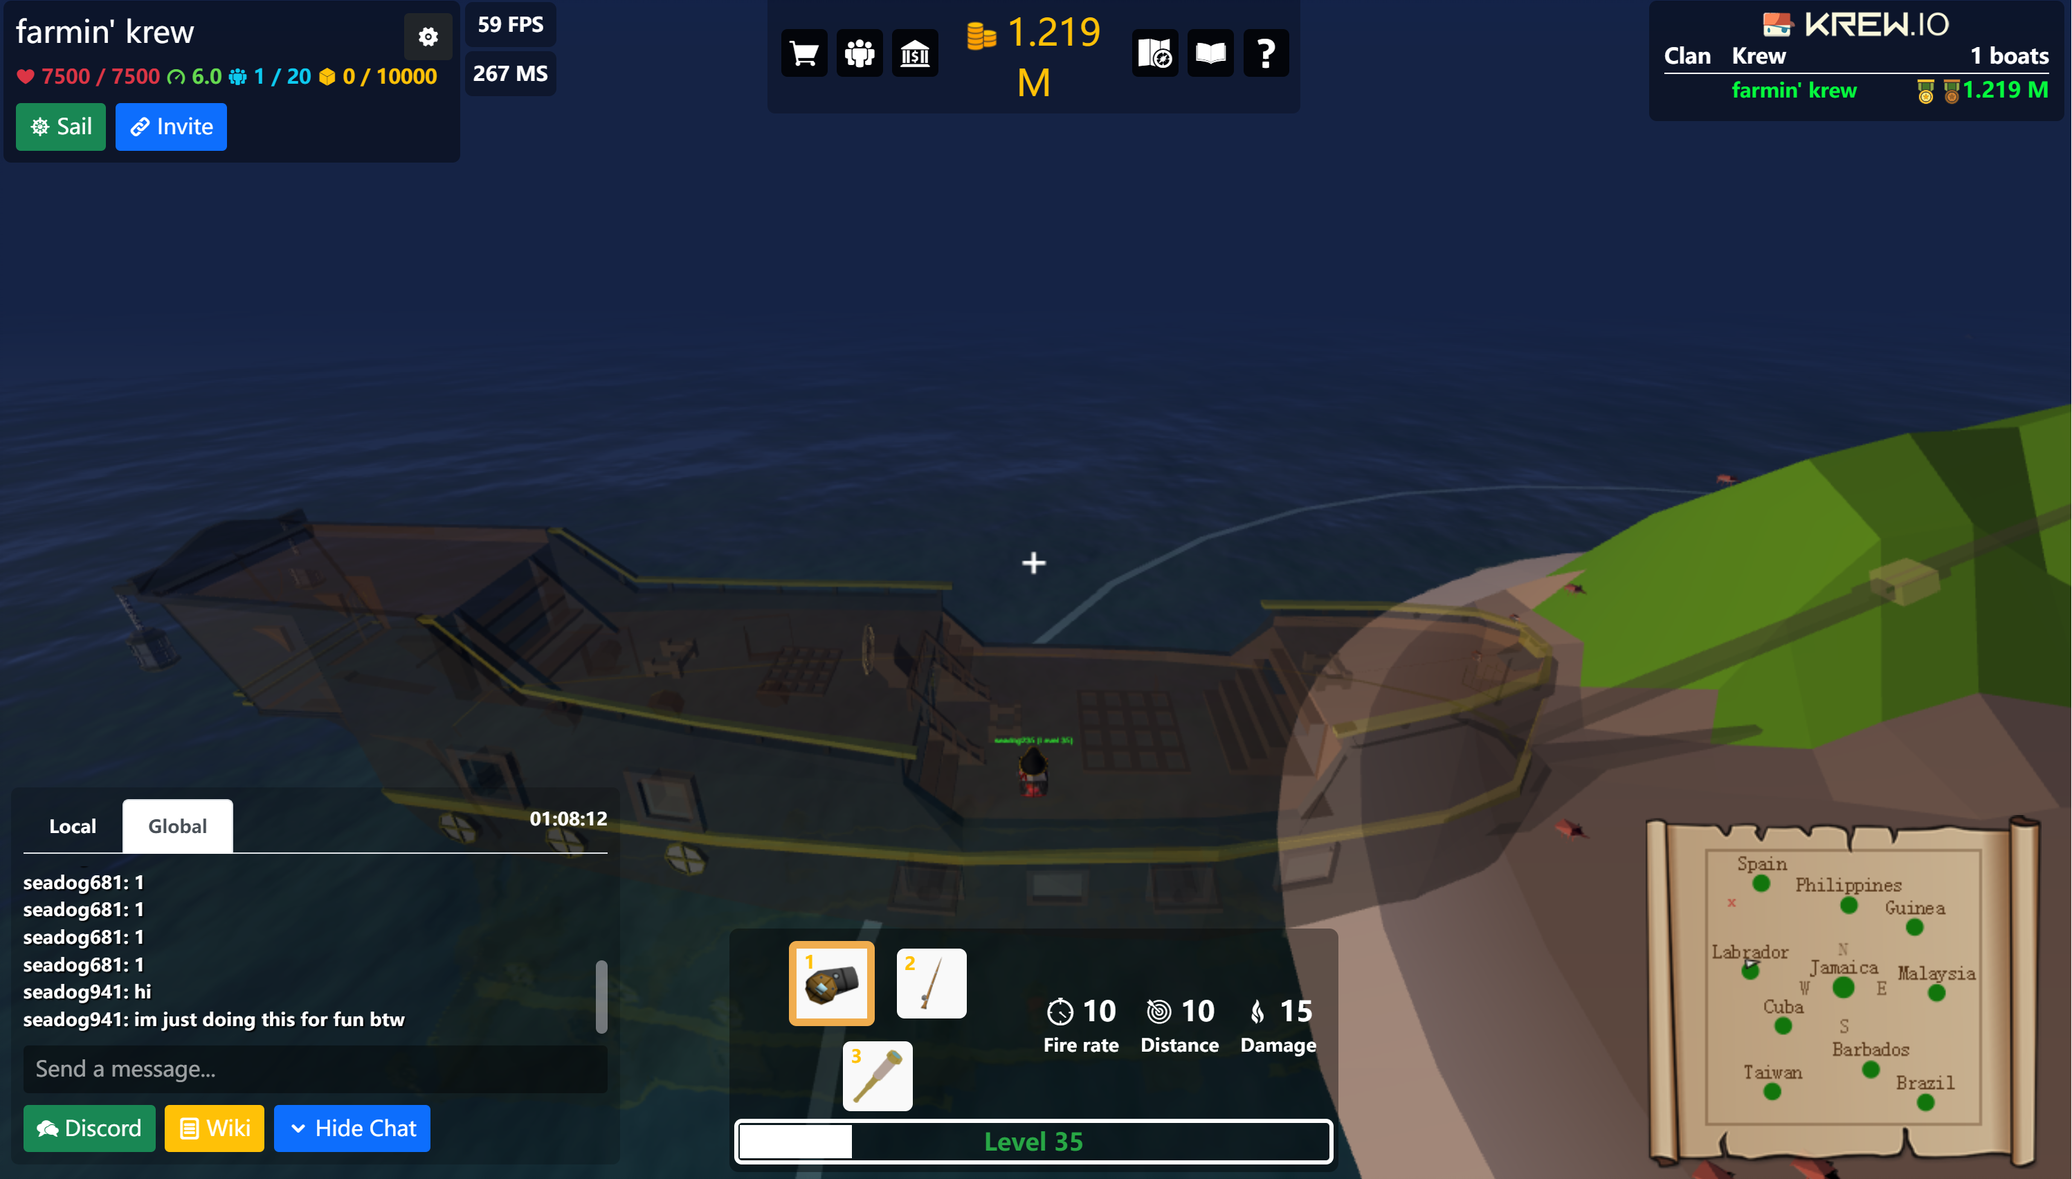 farmin' krew
7500 / 7500 6.0 1 / 20 0 / 10000
Sail
Invite
59 FPS
267 MS
1.219
M
?
KREW.IO
Clan Krew 1 boats
farmin' krew 1.219 M
seadog235 (Level 35)
Local
Global
01:08:12
seadog681: 1
seadog681: 1
seadog681: 1
seadog681: 1
seadog941: hi
seadog941: im just doing this for fun btw
Send a message...
Discord
Wiki
Hide Chat
1
2
3
10
Fire rate
10
Distance
15
Damage
Level 35
Spain
Philippines
x
Guinea
Labrador
N
Jamaica
Malaysia
W
E
Cuba
S
Barbados
Taiwan
Brazil